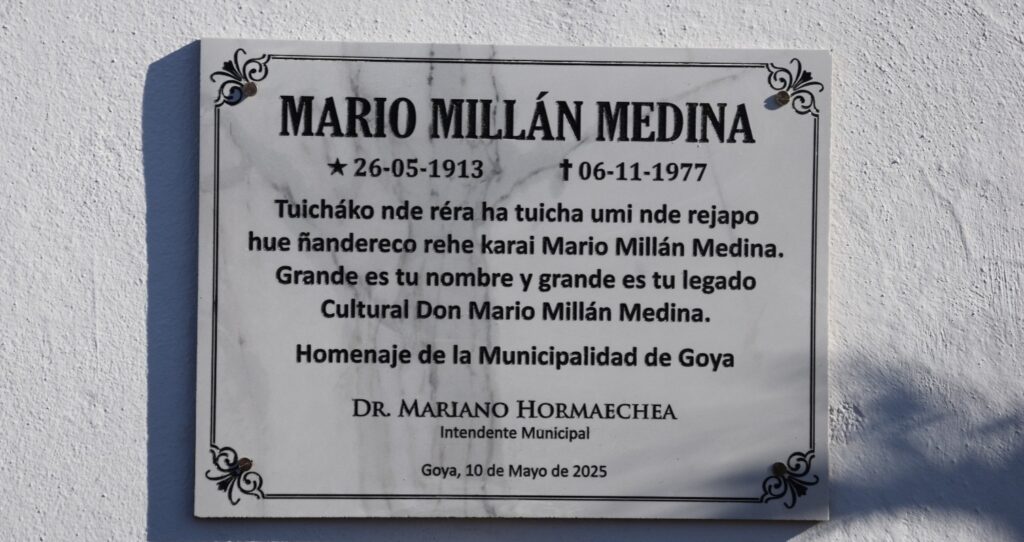 MARIO MILLÁN MEDINA
★ 26-05-1913 ✝ 06-11-1977
Tuicháko nde réra ha tuicha umi nde rejapo
hue ñandereco rehe karai Mario Millán Medina.
Grande es tu nombre y grande es tu legado
Cultural Don Mario Millán Medina.
Homenaje de la Municipalidad de Goya
DR. MARIANO HORMAECHEA
Intendente Municipal
Goya, 10 de Mayo de 2025